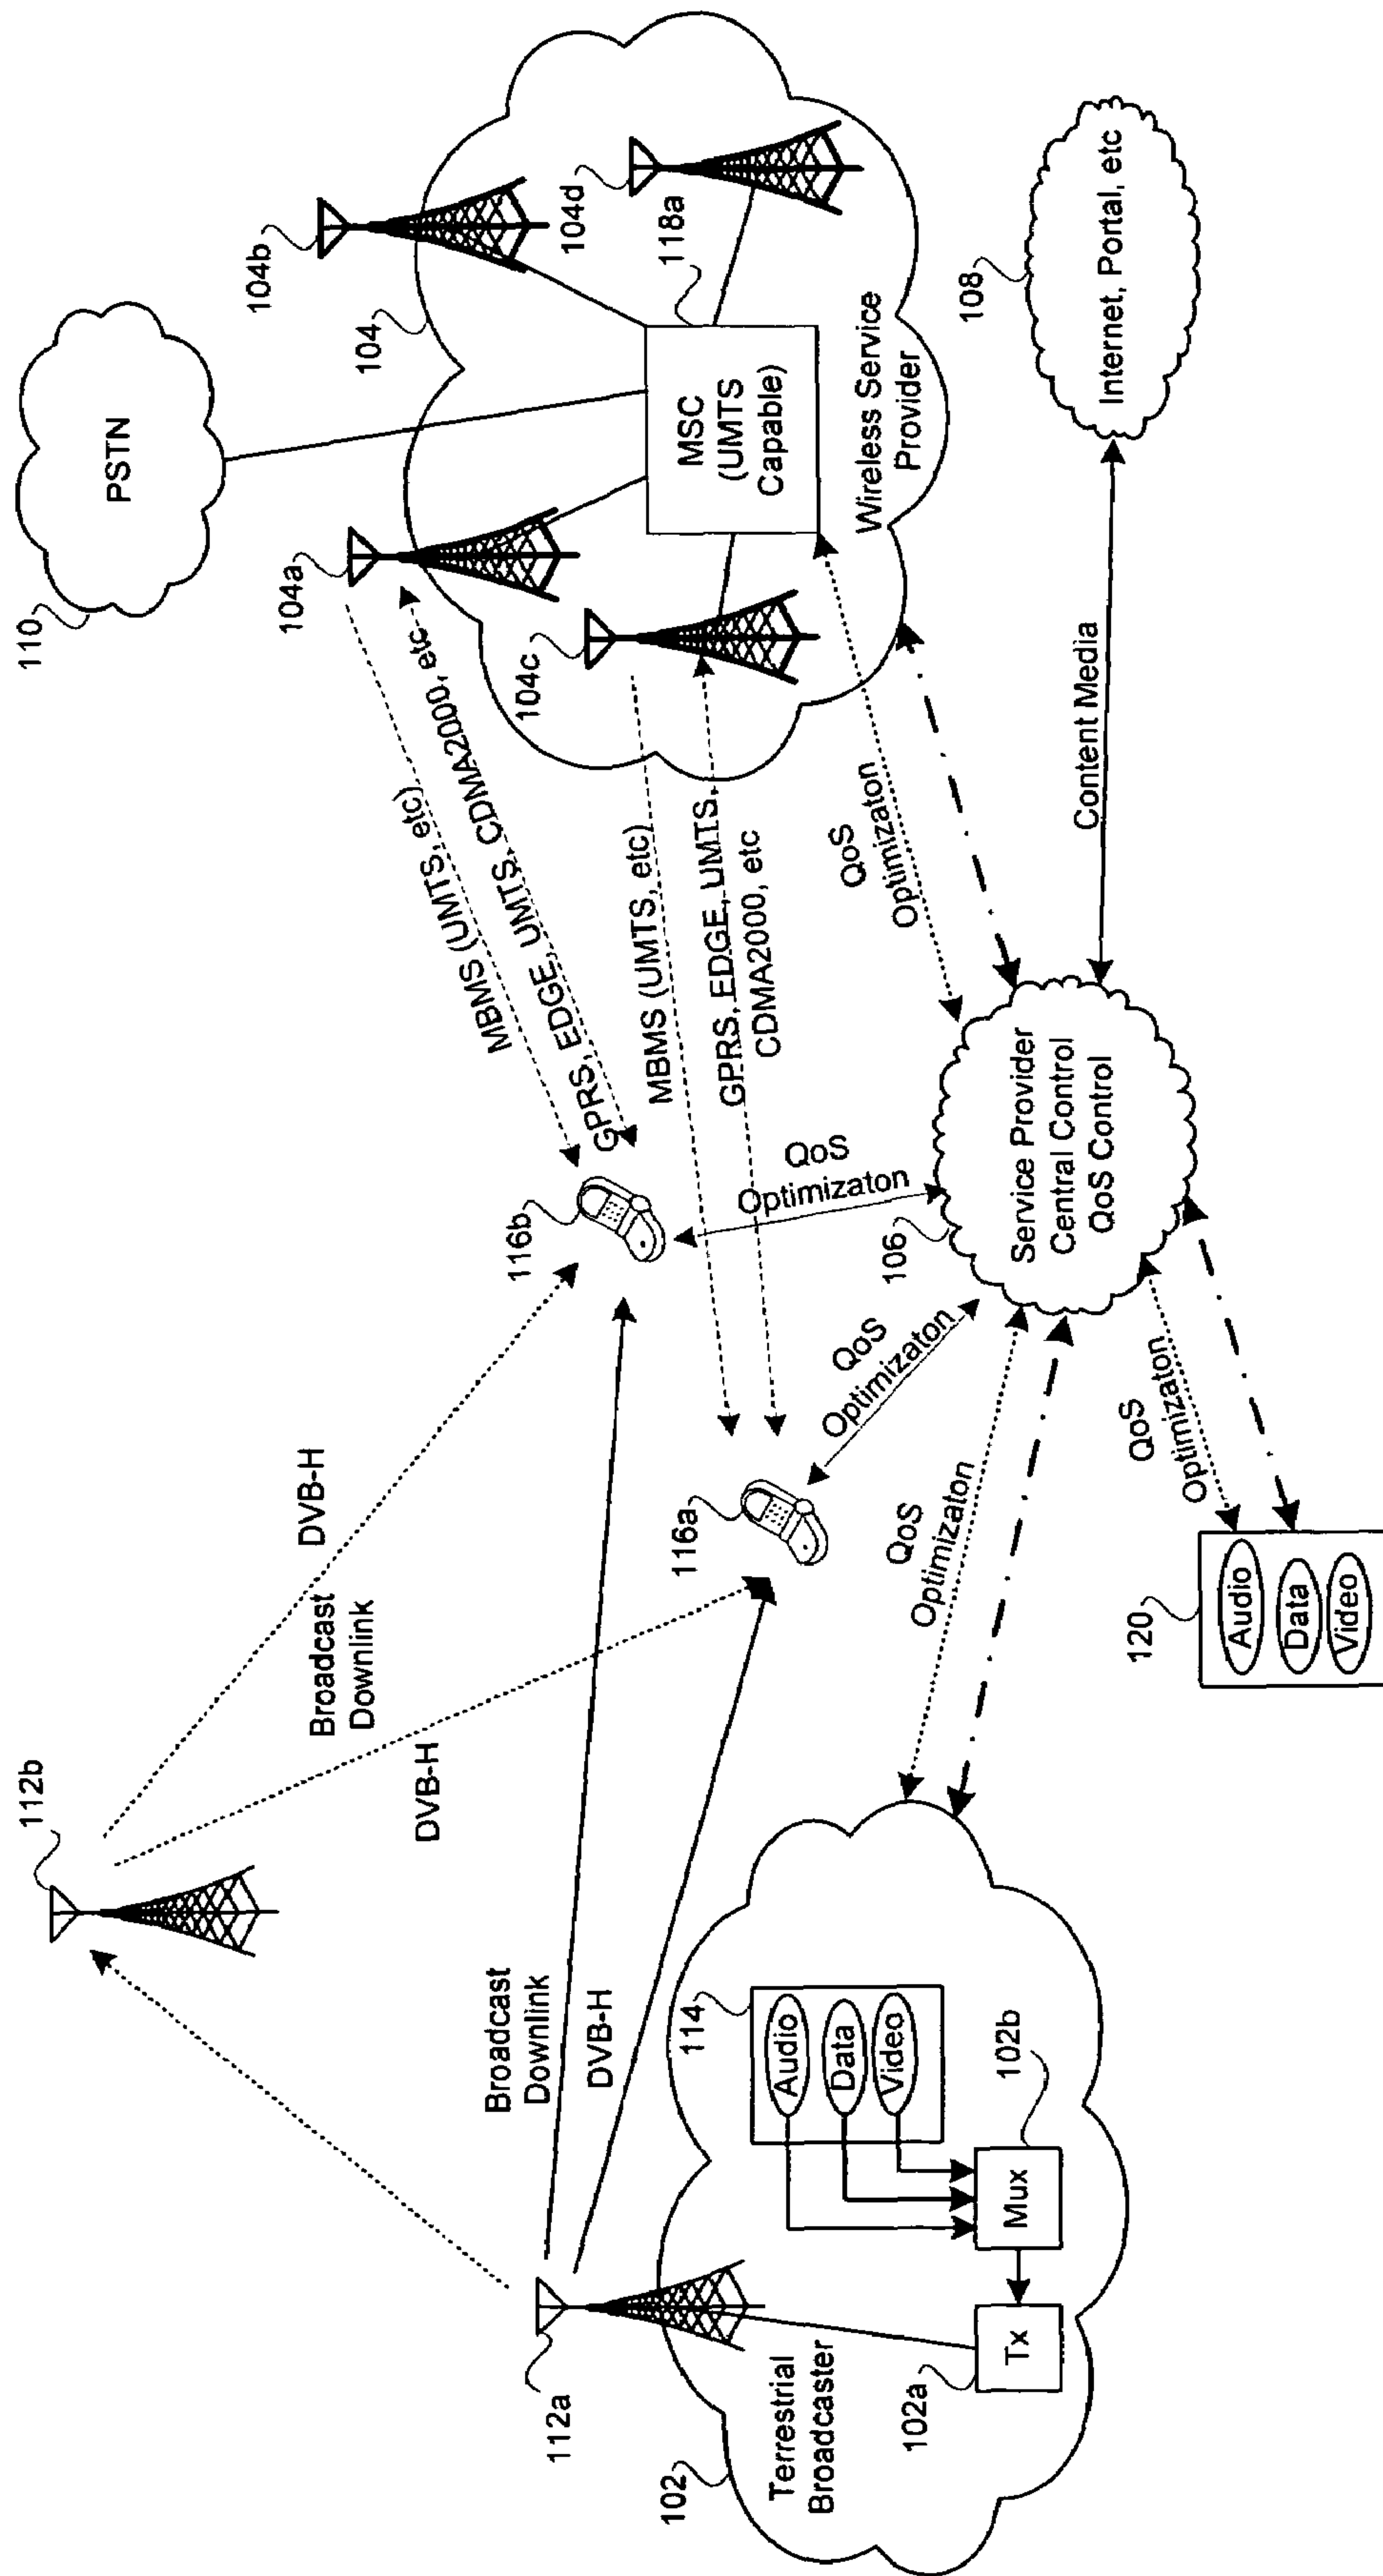 110
PSTN
112b
104b
104
104a
104d
118a
104c
MSC
(UMTS
Capable)
Wireless Service
Provider
108
Internet, Portal, etc
Content Media
MBMS (UMTS, etc)
GPRS, EDGE, UMTS, CDMA2000, etc
MBMS (UMTS, etc)
GPRS, EDGE, UMTS,
CDMA2000, etc
QoS
Optimizaton
DVB-H
Broadcast
Downlink
DVB-H
116b
116a
QoS
Optimizaton
QoS
Optimizaton
106
Service Provider
Central Control
QoS Control
QoS
Optimizaton
QoS
Optimizaton
120
Audio
Data
Video
Broadcast
Downlink
DVB-H
112a
102
Terrestrial
Broadcaster
114
Audio
Data
Video
102b
Mux
102a
Tx